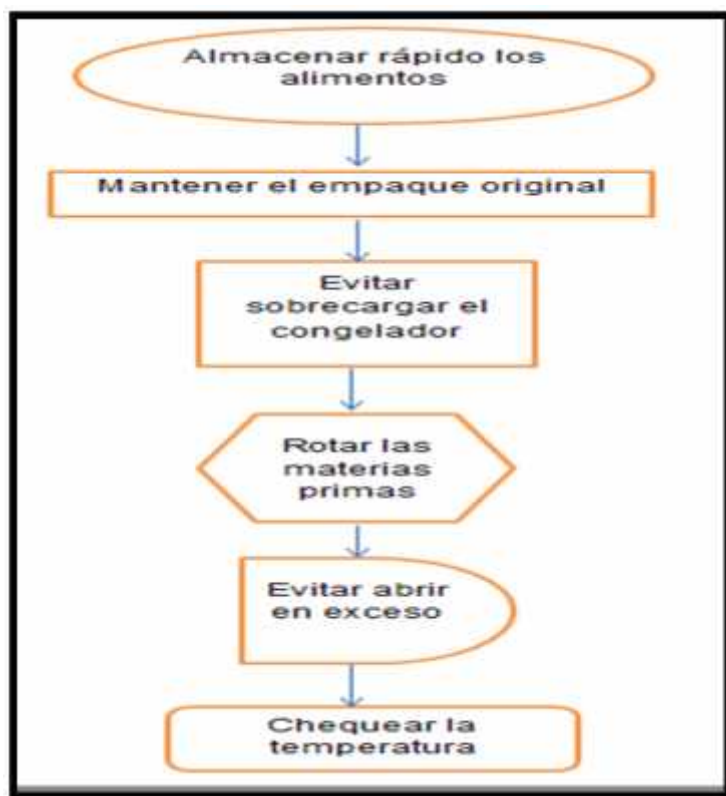 Almacenar rápido los
alimentos
Mantener el empaque original
Evitar
sobrecargar el
congelador
Rotar las
materias
primas
Evitar abrir
en exceso
Chequear la
temperatura